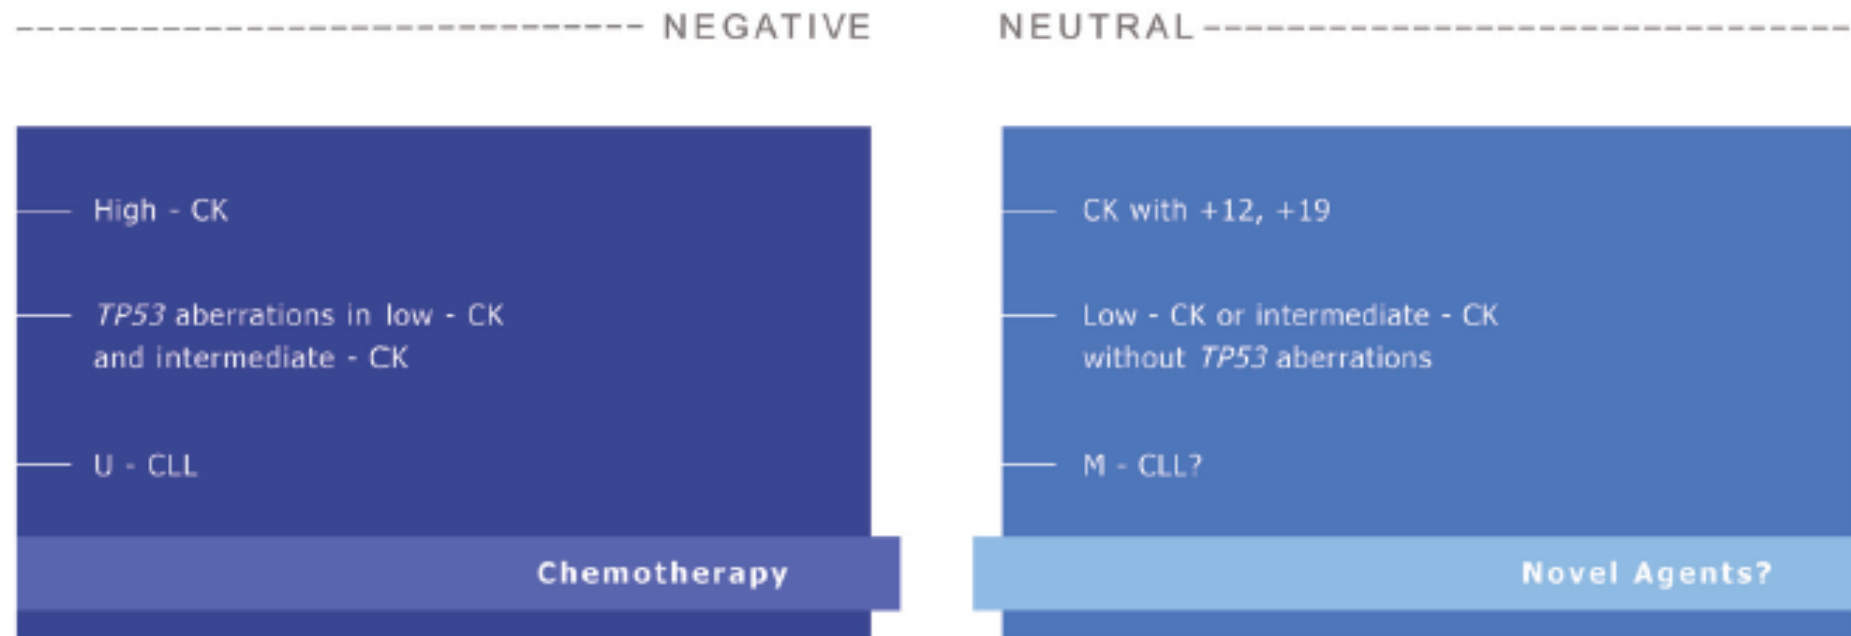 NEGATIVE
High - CK
TP53 aberrations in low - CK
and intermediate - CK
U - CLL
Chemotherapy
NEUTRAL
CK with +12, +19
Low - CK or intermediate - CK
without TP53 aberrations
M - CLL?
Novel Agents?